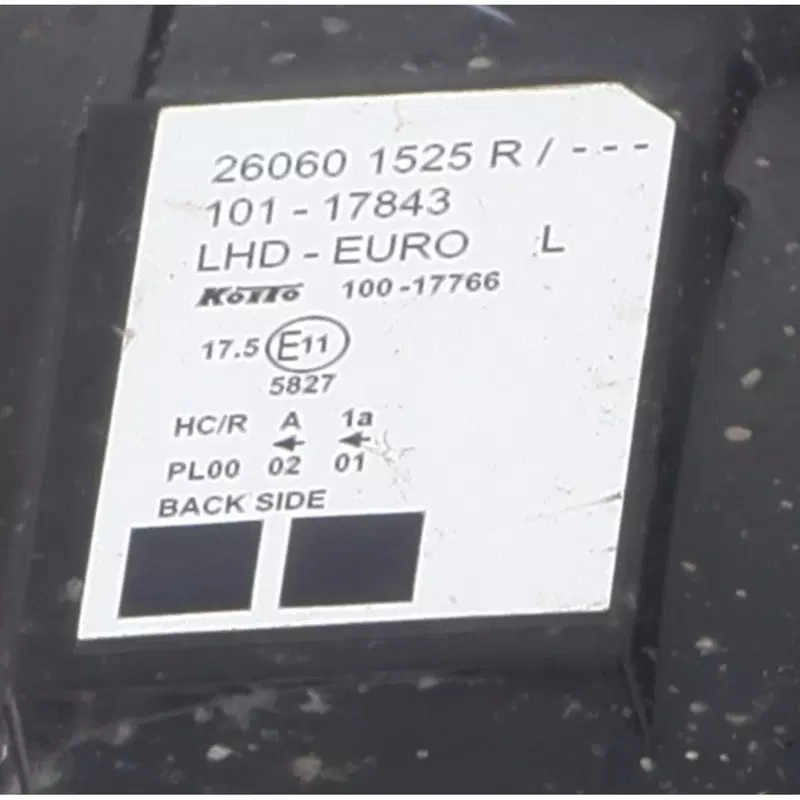 26060 1525 R / ---
101 - 17843
LHD - EURO L
KOITO 100-17766
17.5 E11
5827
HC/R A 1a
PL00 02 01
BACK SIDE